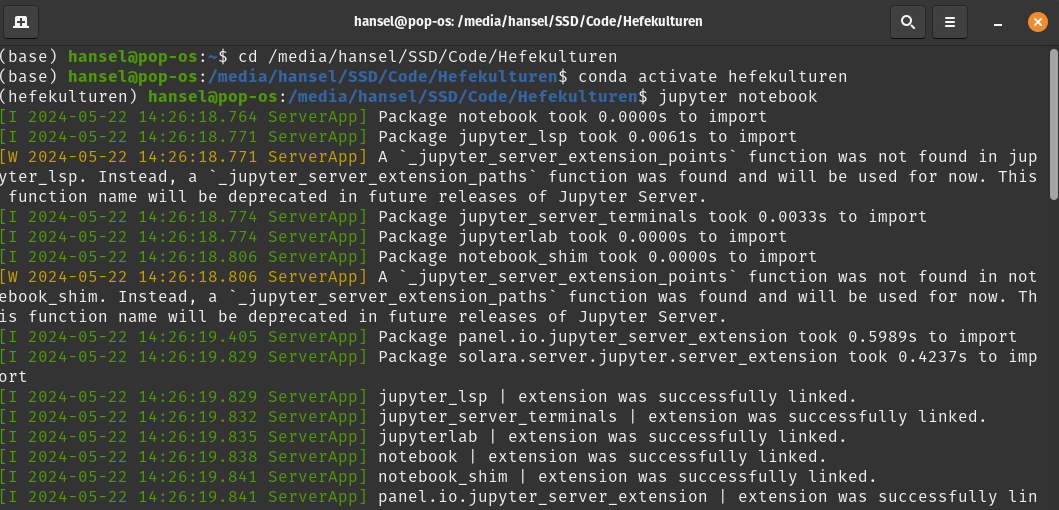 hansel@pop-os: /media/hansel/SSD/Code/Hefekulturen
(base) hansel@pop-os:~$ cd /media/hansel/SSD/Code/Hefekulturen
(base) hansel@pop-os:/media/hansel/SSD/Code/Hefekulturen$ conda activate hefekulturen
(hefekulturen) hansel@pop-os:/media/hansel/SSD/Code/Hefekulturen$ jupyter notebook
[I 2024-05-22 14:26:18.764 ServerApp] Package notebook took 0.0000s to import
[I 2024-05-22 14:26:18.771 ServerApp] Package jupyter_lsp took 0.0061s to import
[W 2024-05-22 14:26:18.771 ServerApp] A `_jupyter_server_extension_points` function was not found in jup
yter_lsp. Instead, a `_jupyter_server_extension_paths` function was found and will be used for now. This
 function name will be deprecated in future releases of Jupyter Server.
[I 2024-05-22 14:26:18.774 ServerApp] Package jupyter_server_terminals took 0.0033s to import
[I 2024-05-22 14:26:18.774 ServerApp] Package jupyterlab took 0.0000s to import
[I 2024-05-22 14:26:18.806 ServerApp] Package notebook_shim took 0.0000s to import
[W 2024-05-22 14:26:18.806 ServerApp] A `_jupyter_server_extension_points` function was not found in not
ebook_shim. Instead, a `_jupyter_server_extension_paths` function was found and will be used for now. Th
is function name will be deprecated in future releases of Jupyter Server.
[I 2024-05-22 14:26:19.405 ServerApp] Package panel.io.jupyter_server_extension took 0.5989s to import
[I 2024-05-22 14:26:19.829 ServerApp] Package solara.server.jupyter.server_extension took 0.4237s to imp
ort
[I 2024-05-22 14:26:19.829 ServerApp] jupyter_lsp | extension was successfully linked.
[I 2024-05-22 14:26:19.832 ServerApp] jupyter_server_terminals | extension was successfully linked.
[I 2024-05-22 14:26:19.835 ServerApp] jupyterlab | extension was successfully linked.
[I 2024-05-22 14:26:19.838 ServerApp] notebook | extension was successfully linked.
[I 2024-05-22 14:26:19.841 ServerApp] notebook_shim | extension was successfully linked.
[I 2024-05-22 14:26:19.841 ServerApp] panel.io.jupyter_server_extension | extension was successfully lin